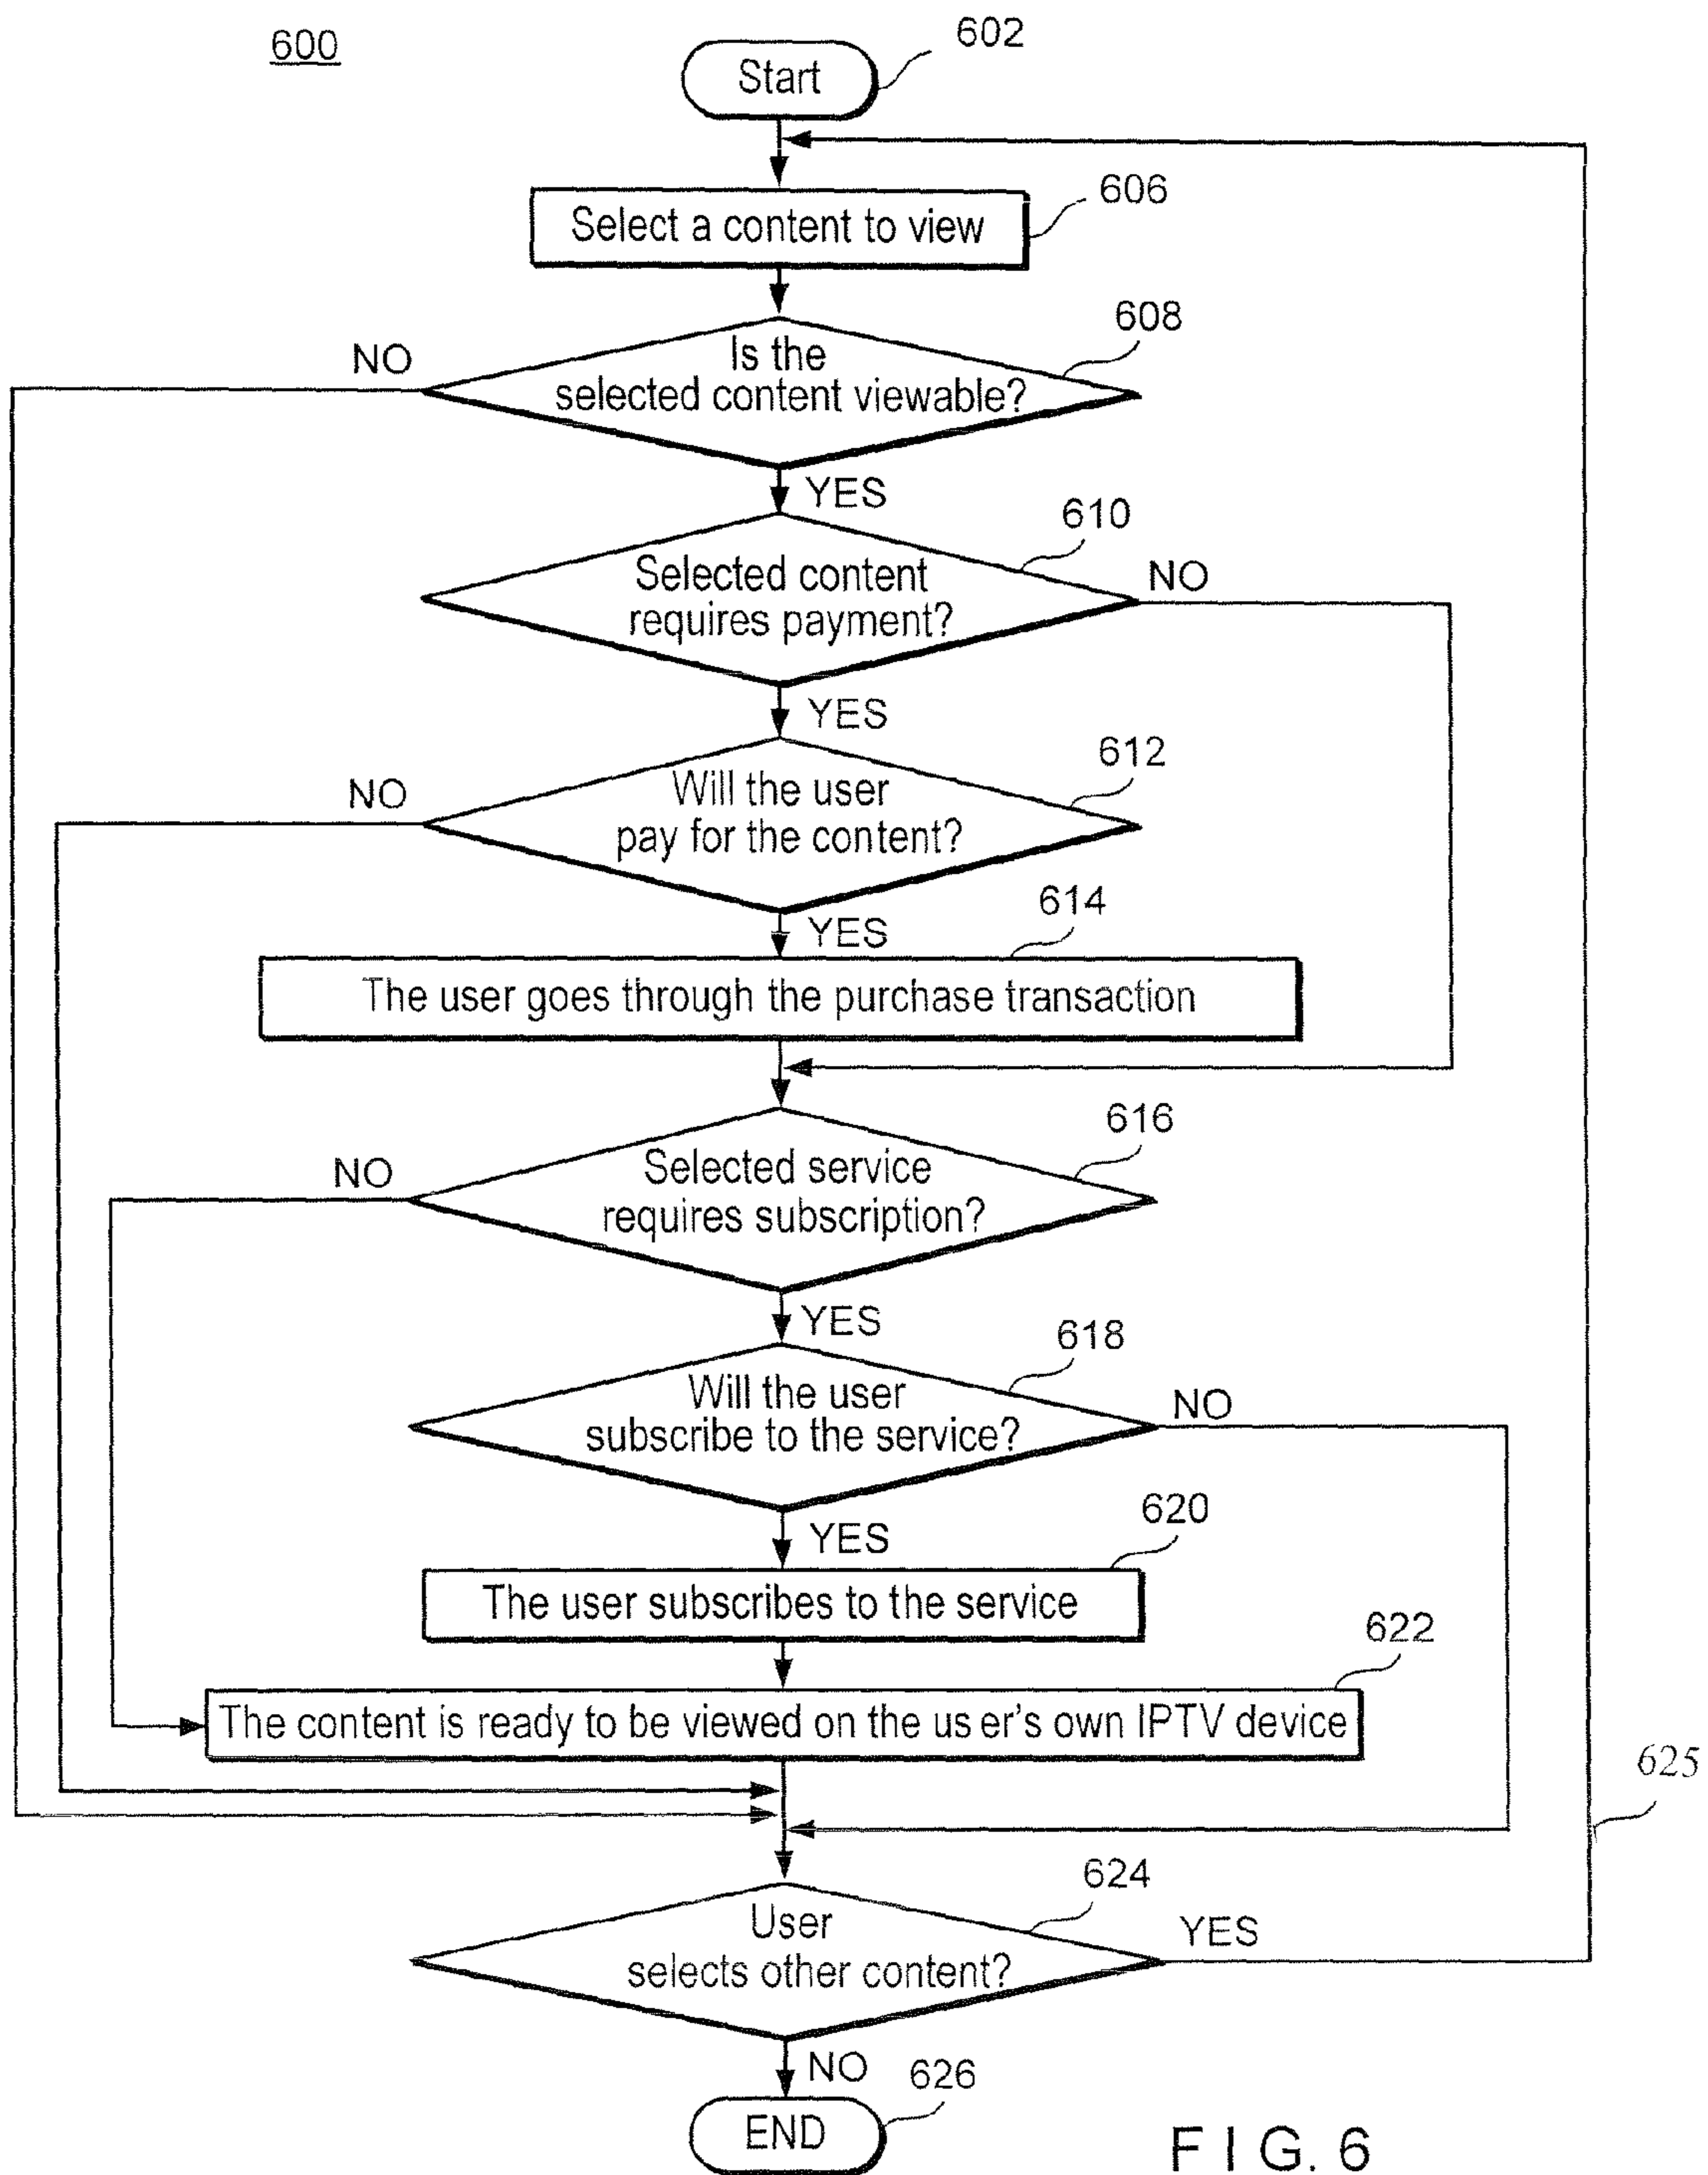 600
Start
602
Select a content to view
606
Is the
selected content viewable?
608
NO
YES
Selected content
requires payment?
610
NO
YES
Will the user
pay for the content?
612
NO
YES
614
The user goes through the purchase transaction
Selected service
requires subscription?
616
NO
YES
Will the user
subscribe to the service?
618
NO
YES
620
The user subscribes to the service
622
The content is ready to be viewed on the user's own IPTV device
625
User
selects other content?
624
YES
NO
626
END
FIG. 6